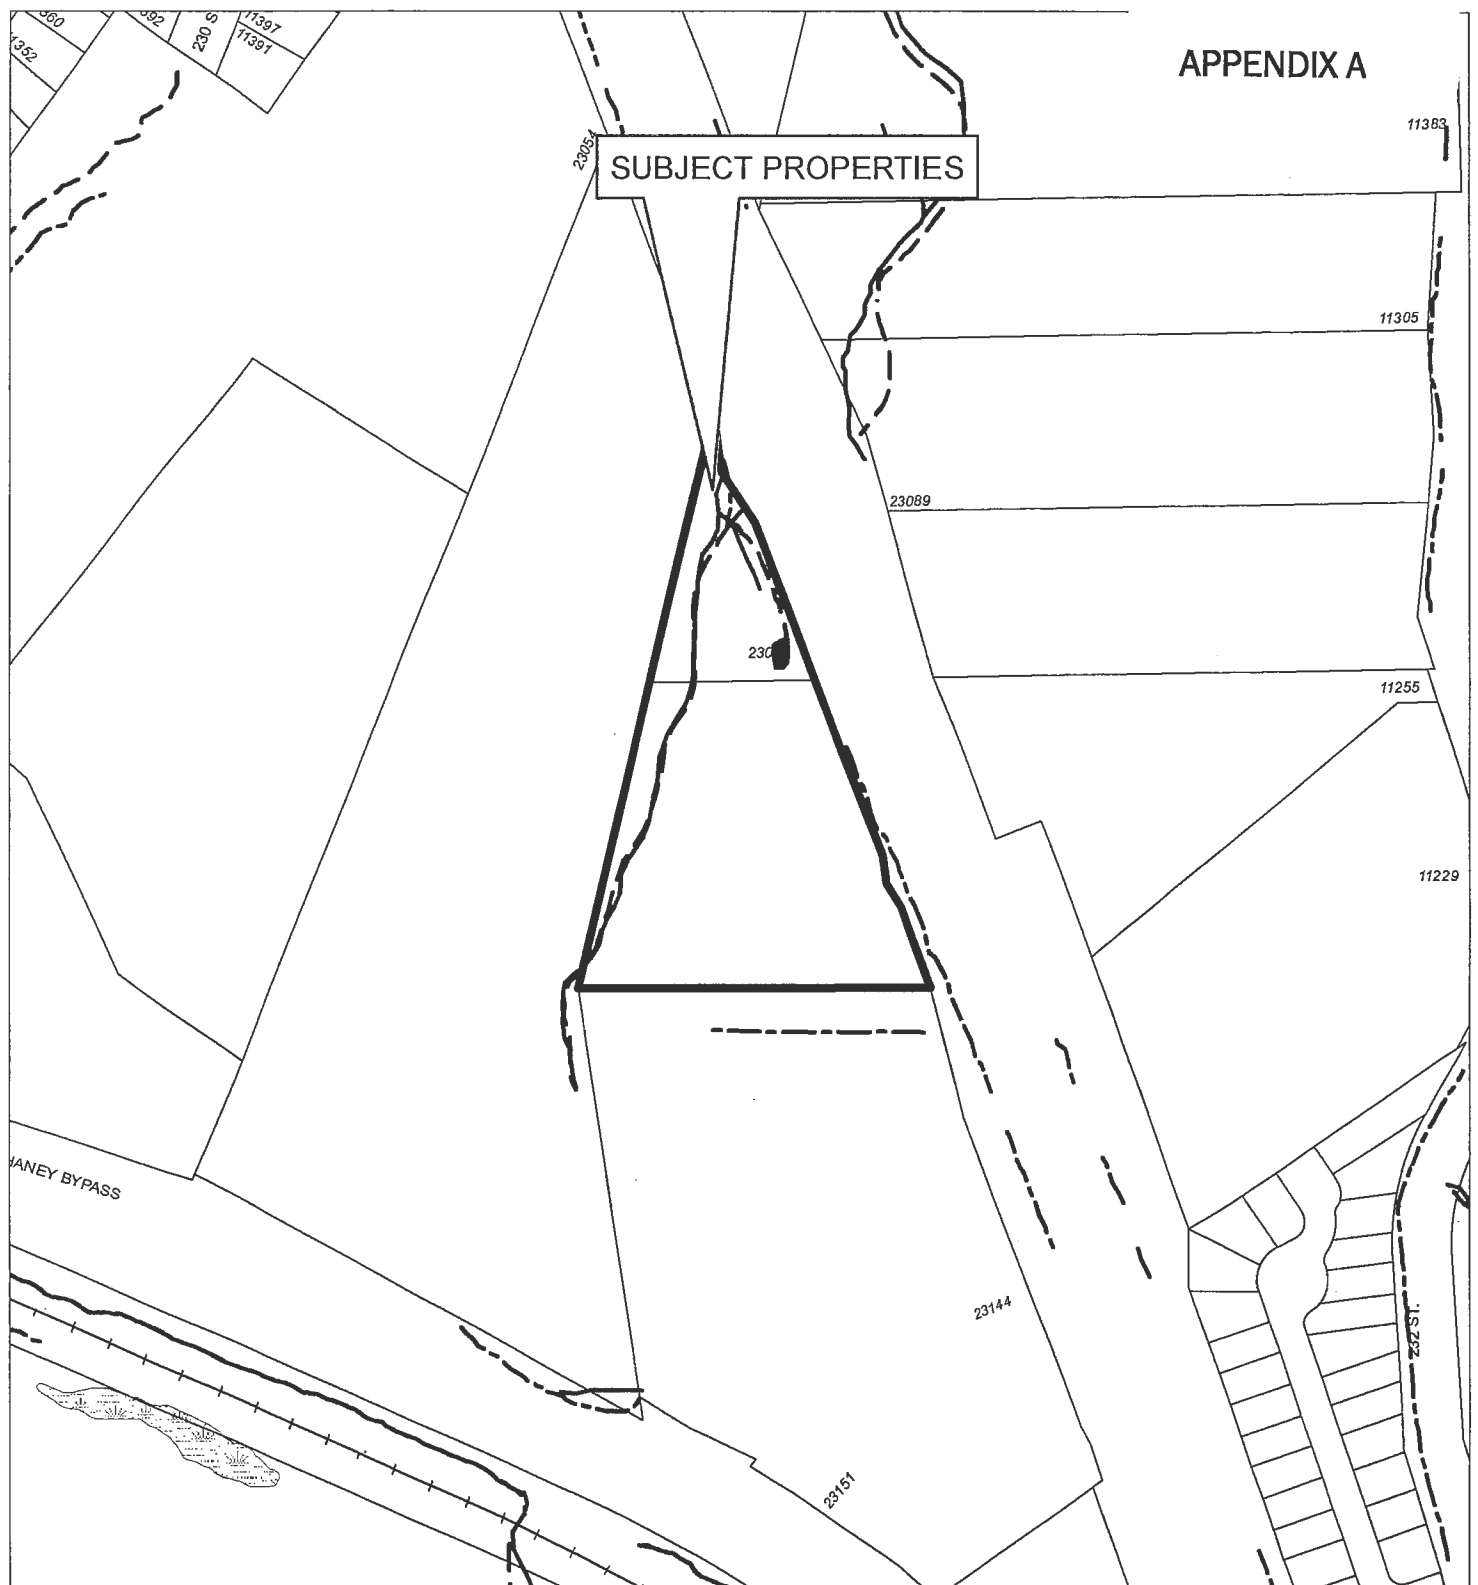 APPENDIX A
11397
11391
230 S
23054
11383
SUBJECT PROPERTIES
11305
23089
11255
11229
HANEY BYPASS
23144
232 ST.
23151